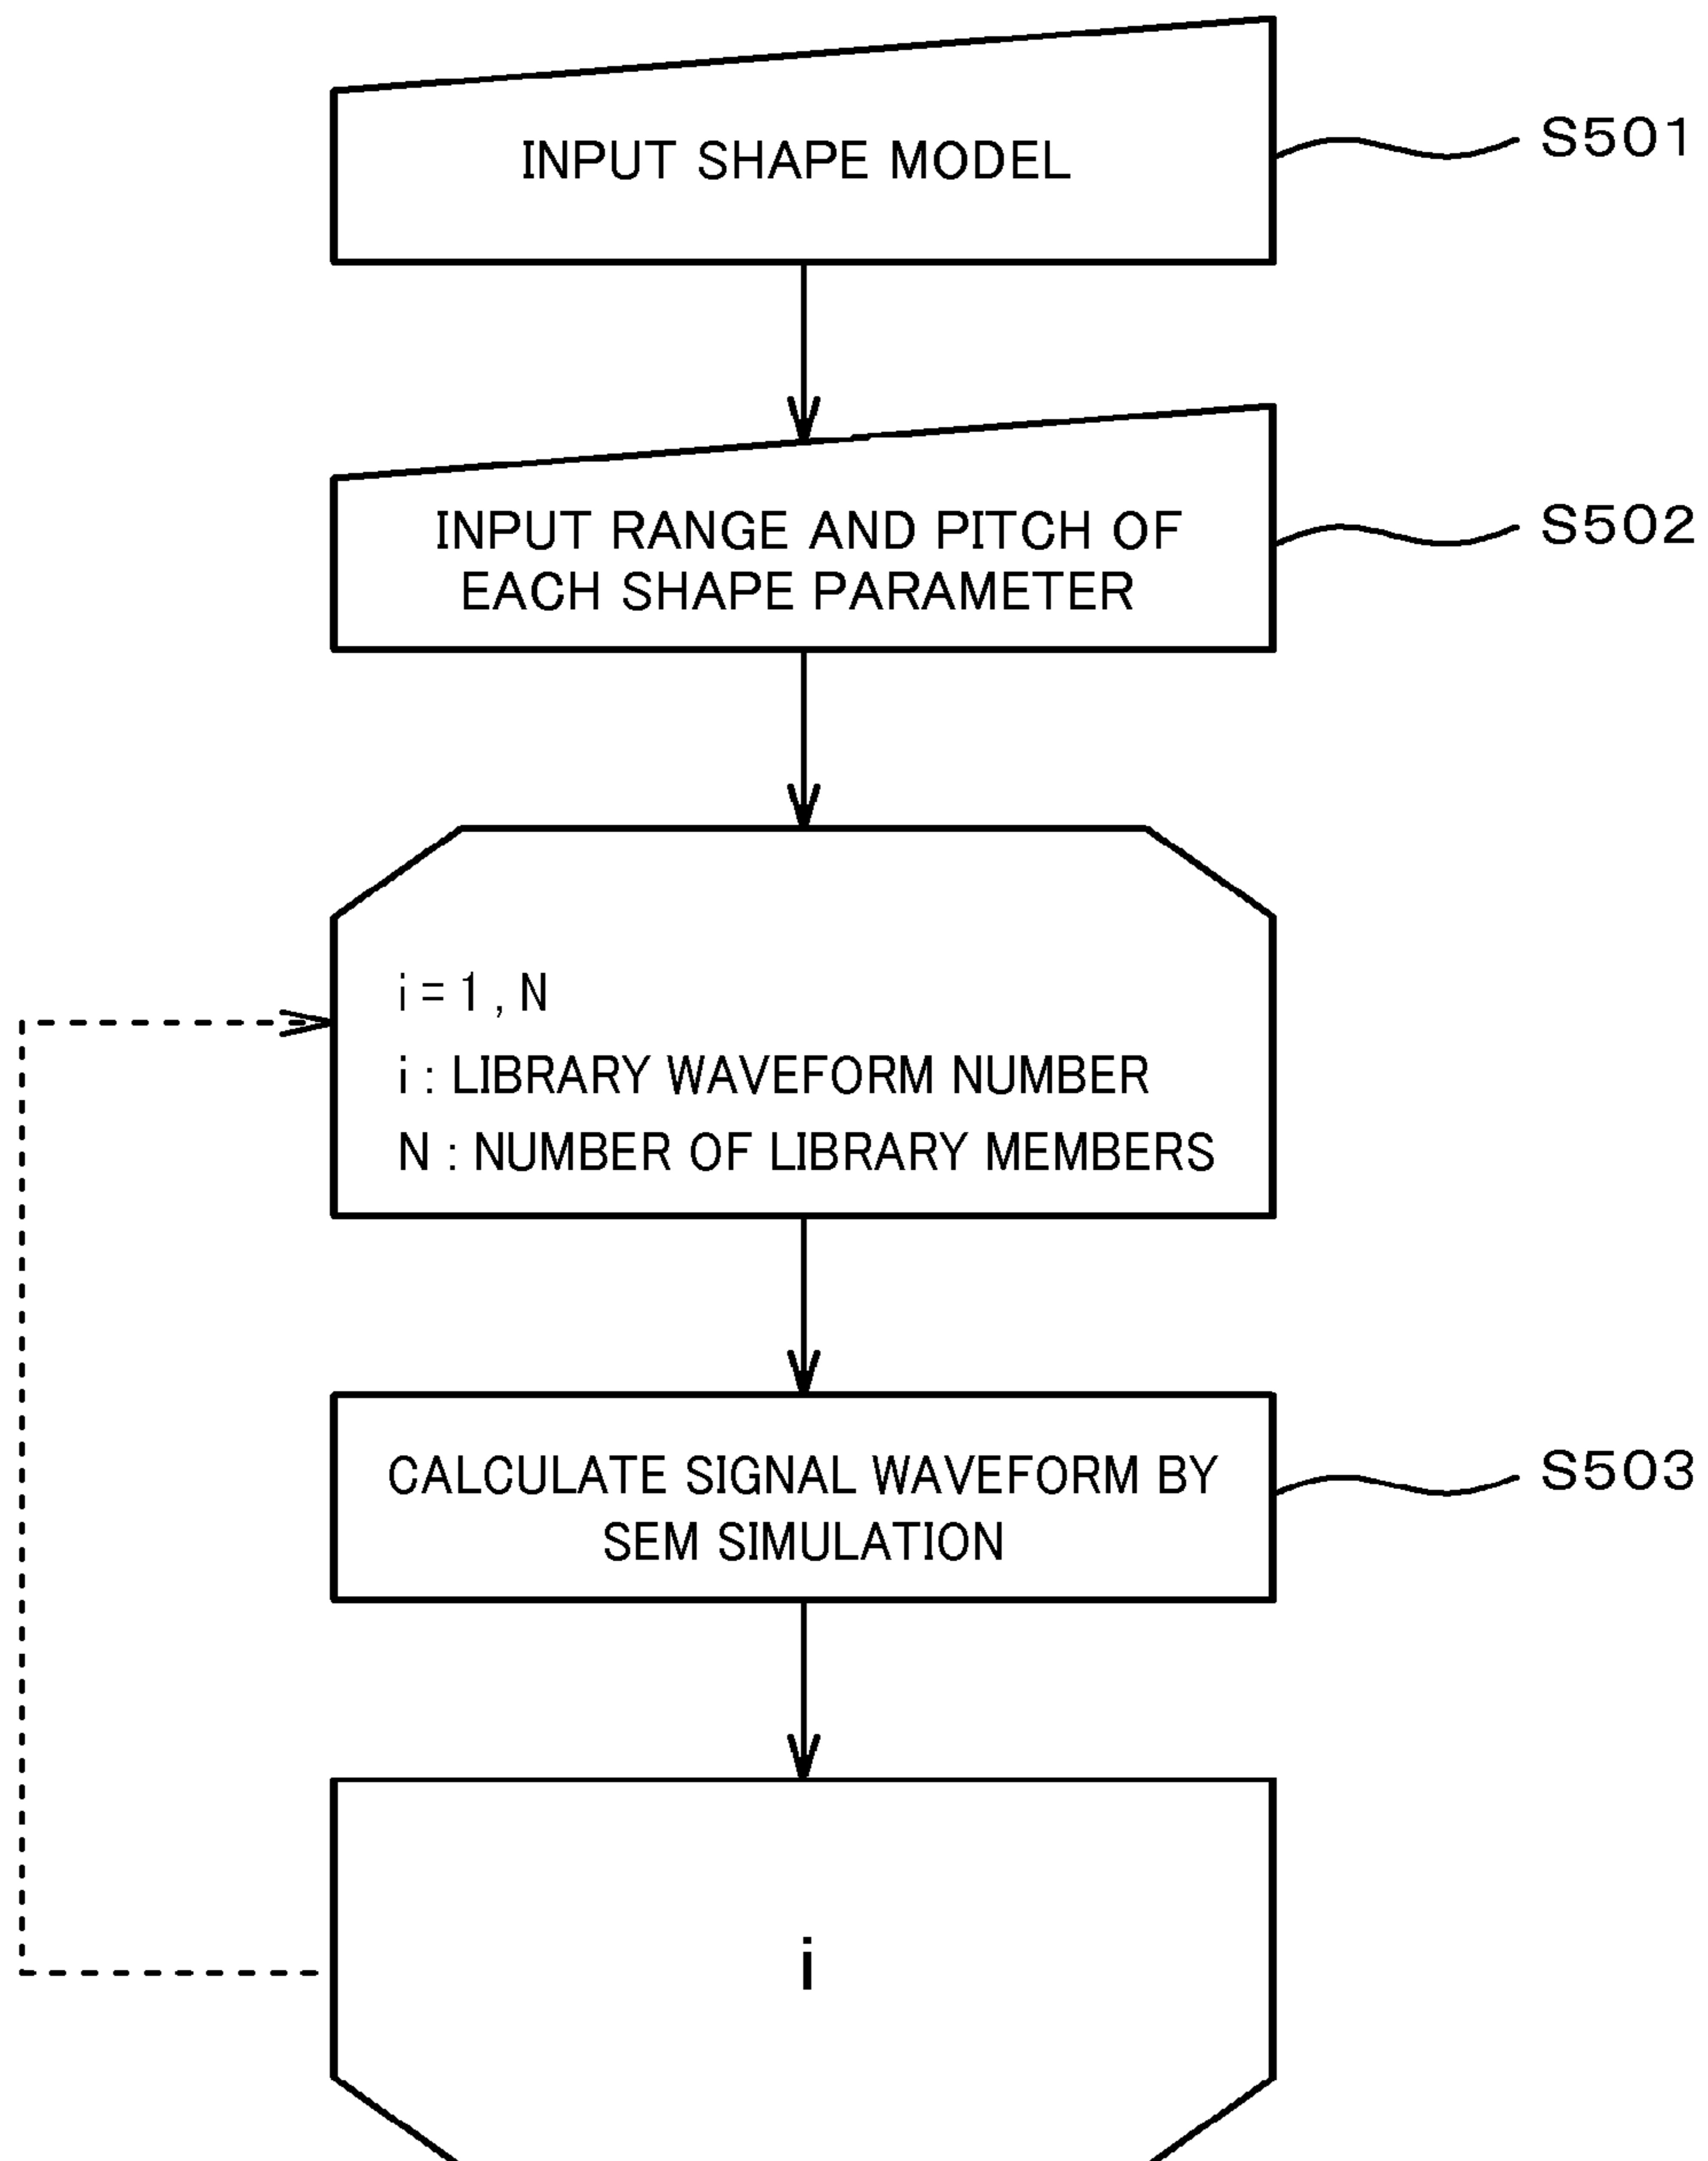 INPUT SHAPE MODEL
S501
INPUT RANGE AND PITCH OF
EACH SHAPE PARAMETER
S502
i = 1 , N
i : LIBRARY WAVEFORM NUMBER
N : NUMBER OF LIBRARY MEMBERS
CALCULATE SIGNAL WAVEFORM BY
SEM SIMULATION
S503
i